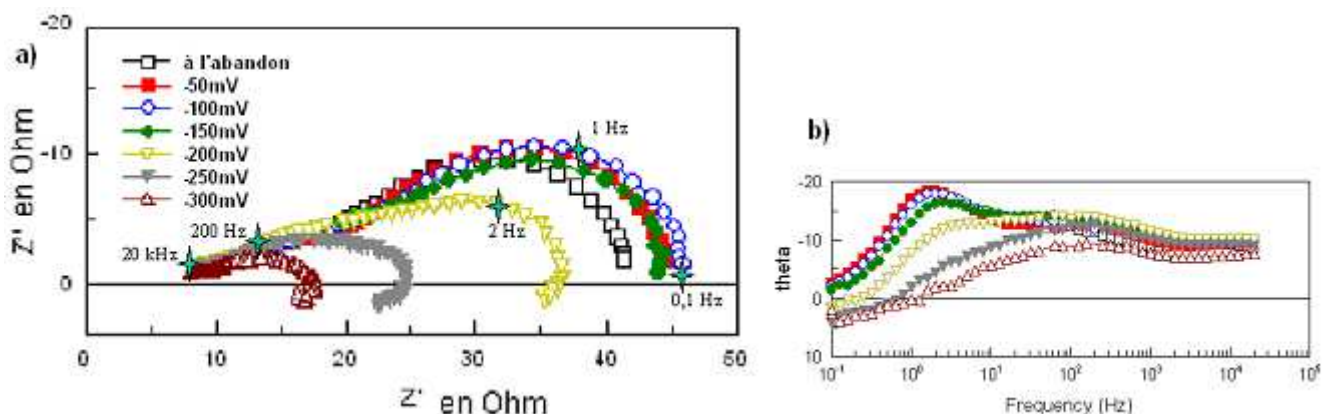 a)
-20
-10
0
Z'' en Ohm
à l'abandon
-50mV
-100mV
-150mV
-200mV
-250mV
-300mV
1 Hz
200 Hz
2 Hz
20 kHz
0,1 Hz
0 10 20 30 40 50
Z' en Ohm
b)
-20
-10
0
10
theta
10⁻¹ 10⁰ 10¹ 10² 10³ 10⁴ 10⁵
Frequency (Hz)